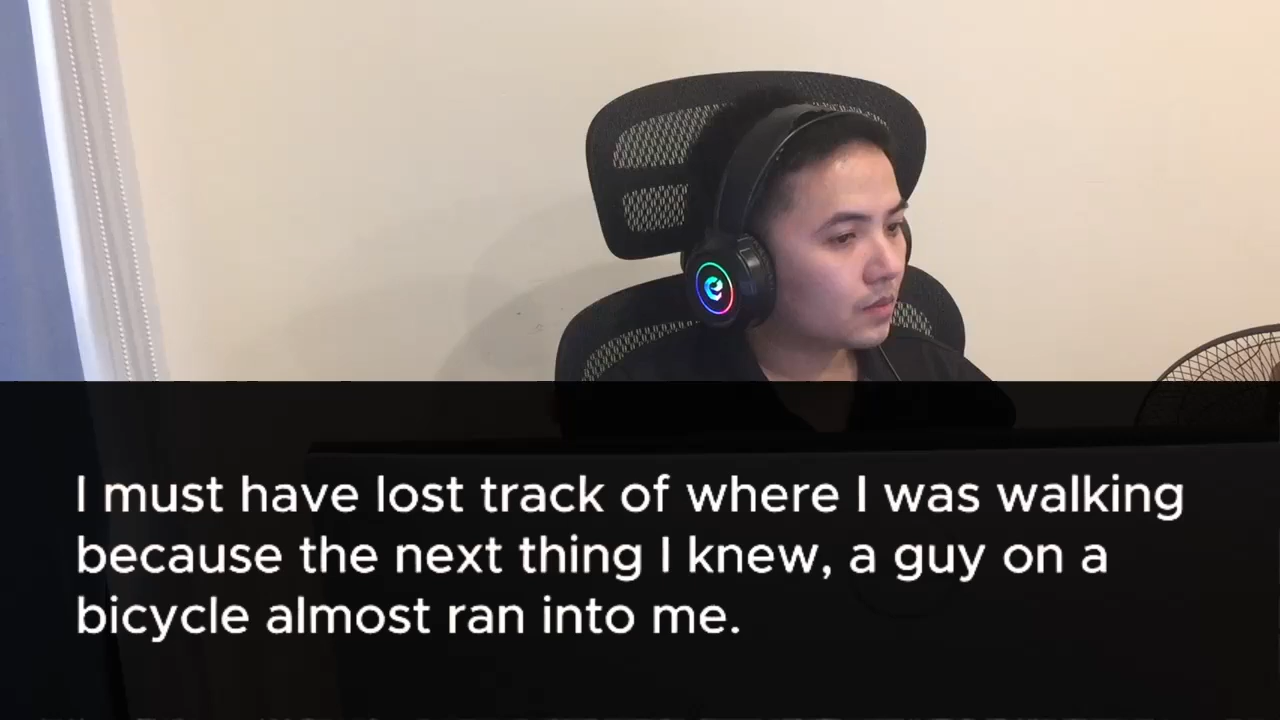 I must have lost track of where I was walking
because the next thing I knew, a guy on a
bicycle almost ran into me.